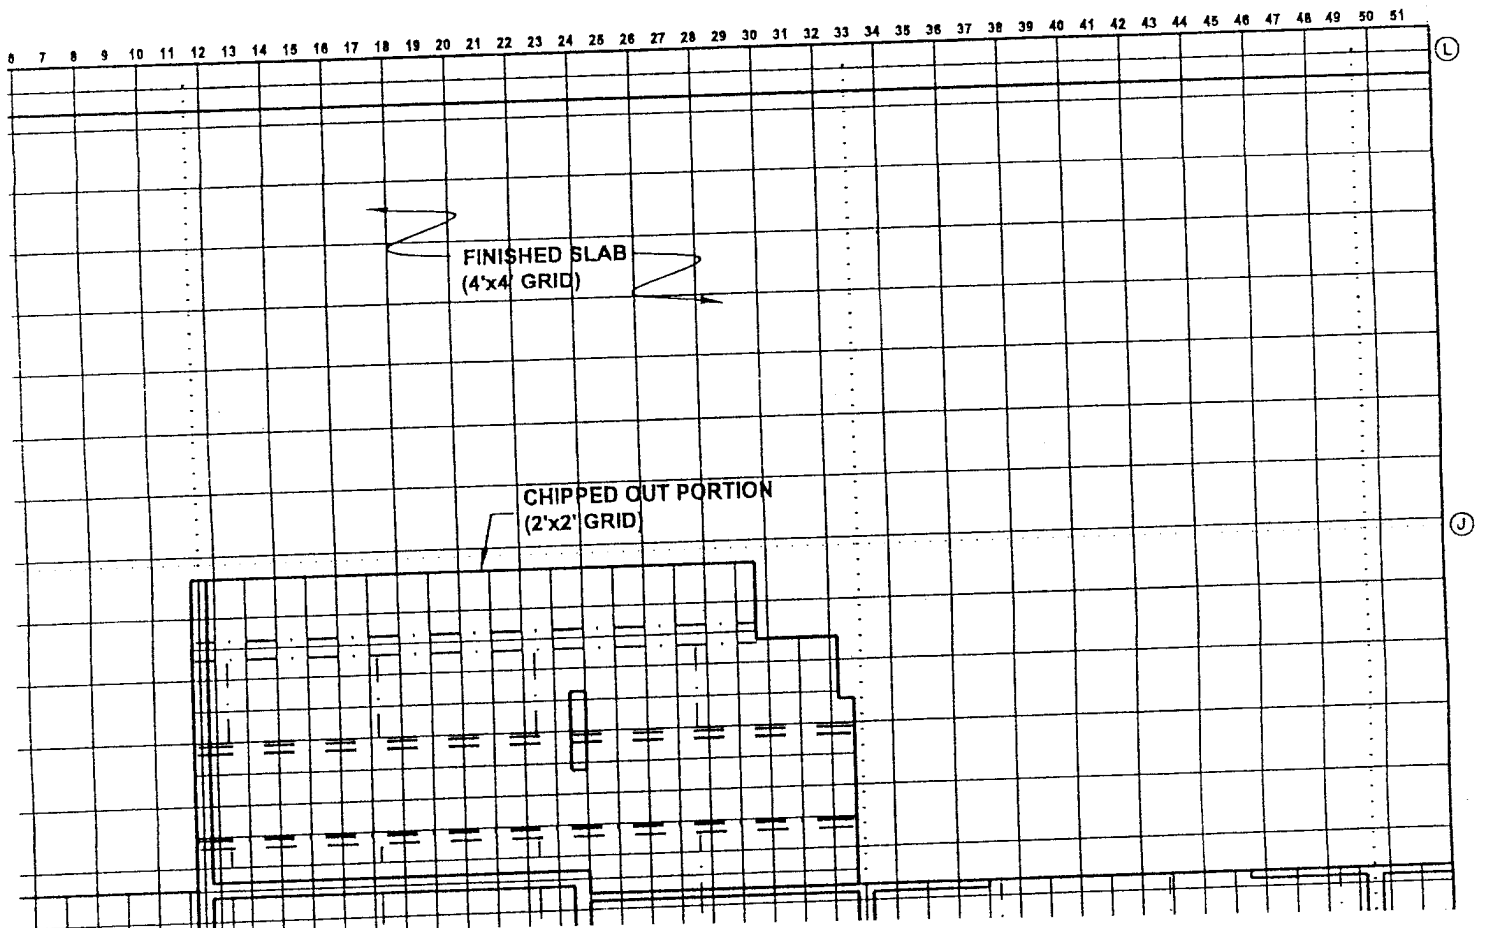 6 7 8 9 10 11 12 13 14 15 16 17 18 19 20 21 22 23 24 25 26 27 28 29 30 31 32 33 34 35 36 37 38 39 40 41 42 43 44 45 46 47 48 49 50 51
L
FINISHED SLAB
(4'x4' GRID)
CHIPPED OUT PORTION
(2'x2' GRID)
J